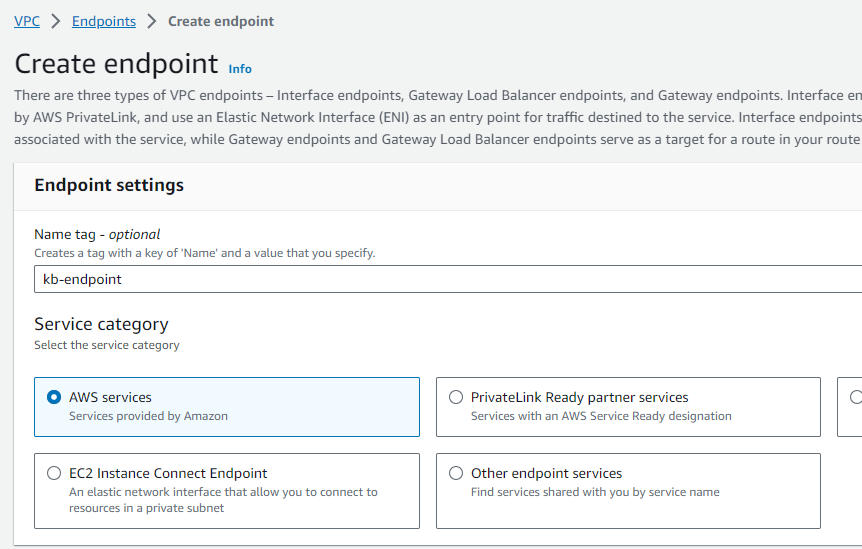 VPC > Endpoints > Create endpoint
Create endpoint Info
There are three types of VPC endpoints – Interface endpoints, Gateway Load Balancer endpoints, and Gateway endpoints. Interface en
by AWS PrivateLink, and use an Elastic Network Interface (ENI) as an entry point for traffic destined to the service. Interface endpoints
associated with the service, while Gateway endpoints and Gateway Load Balancer endpoints serve as a target for a route in your route
Endpoint settings
Name tag - optional
Creates a tag with a key of 'Name' and a value that you specify.
kb-endpoint
Service category
Select the service category
AWS services
Services provided by Amazon
PrivateLink Ready partner services
Services with an AWS Service Ready designation
EC2 Instance Connect Endpoint
An elastic network interface that allow you to connect to
resources in a private subnet
Other endpoint services
Find services shared with you by service name